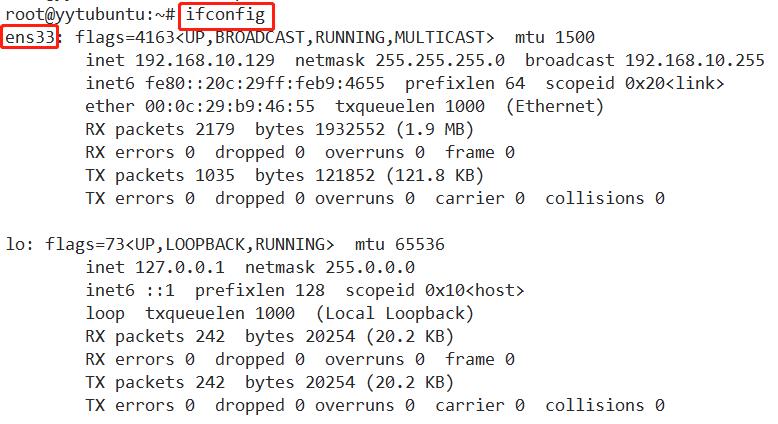 root@yytubuntu:~# ifconfig
ens33: flags=4163<UP,BROADCAST,RUNNING,MULTICAST>  mtu 1500
        inet 192.168.10.129  netmask 255.255.255.0  broadcast 192.168.10.255
        inet6 fe80::20c:29ff:feb9:4655  prefixlen 64  scopeid 0x20<link>
        ether 00:0c:29:b9:46:55  txqueuelen 1000  (Ethernet)
        RX packets 2179  bytes 1932552 (1.9 MB)
        RX errors 0  dropped 0  overruns 0  frame 0
        TX packets 1035  bytes 121852 (121.8 KB)
        TX errors 0  dropped 0 overruns 0  carrier 0  collisions 0
lo: flags=73<UP,LOOPBACK,RUNNING>  mtu 65536
        inet 127.0.0.1  netmask 255.0.0.0
        inet6 ::1  prefixlen 128  scopeid 0x10<host>
        loop  txqueuelen 1000  (Local Loopback)
        RX packets 242  bytes 20254 (20.2 KB)
        RX errors 0  dropped 0  overruns 0  frame 0
        TX packets 242  bytes 20254 (20.2 KB)
        TX errors 0  dropped 0 overruns 0  carrier 0  collisions 0